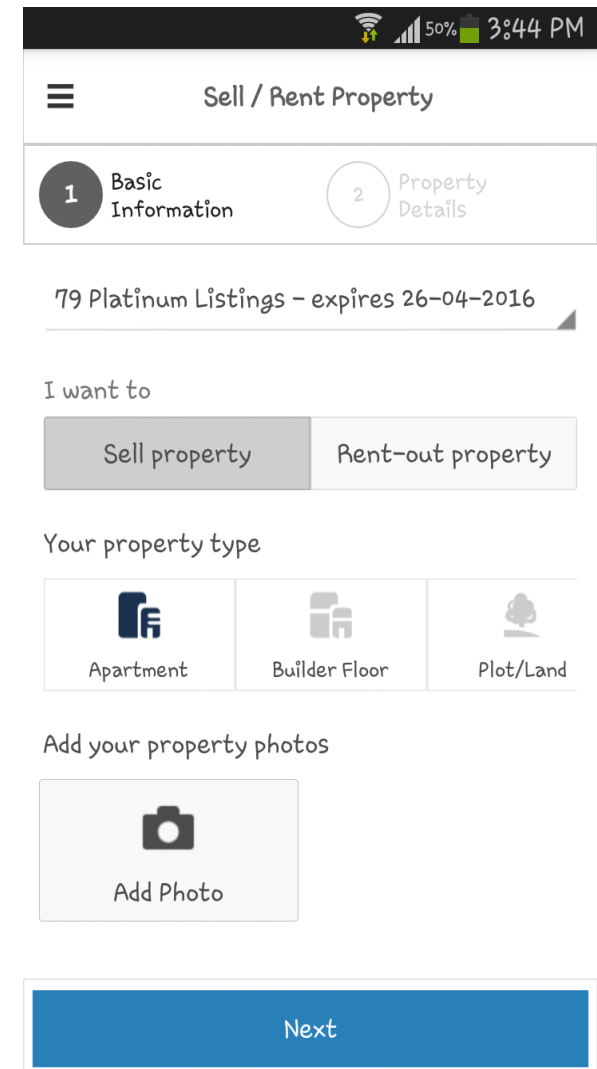 50% 3:44 PM
Sell / Rent Property
1 Basic Information
2 Property Details
79 Platinum Listings - expires 26-04-2016
I want to
Sell property Rent-out property
Your property type
Apartment Builder Floor Plot/Land
Add your property photos
Add Photo
Next